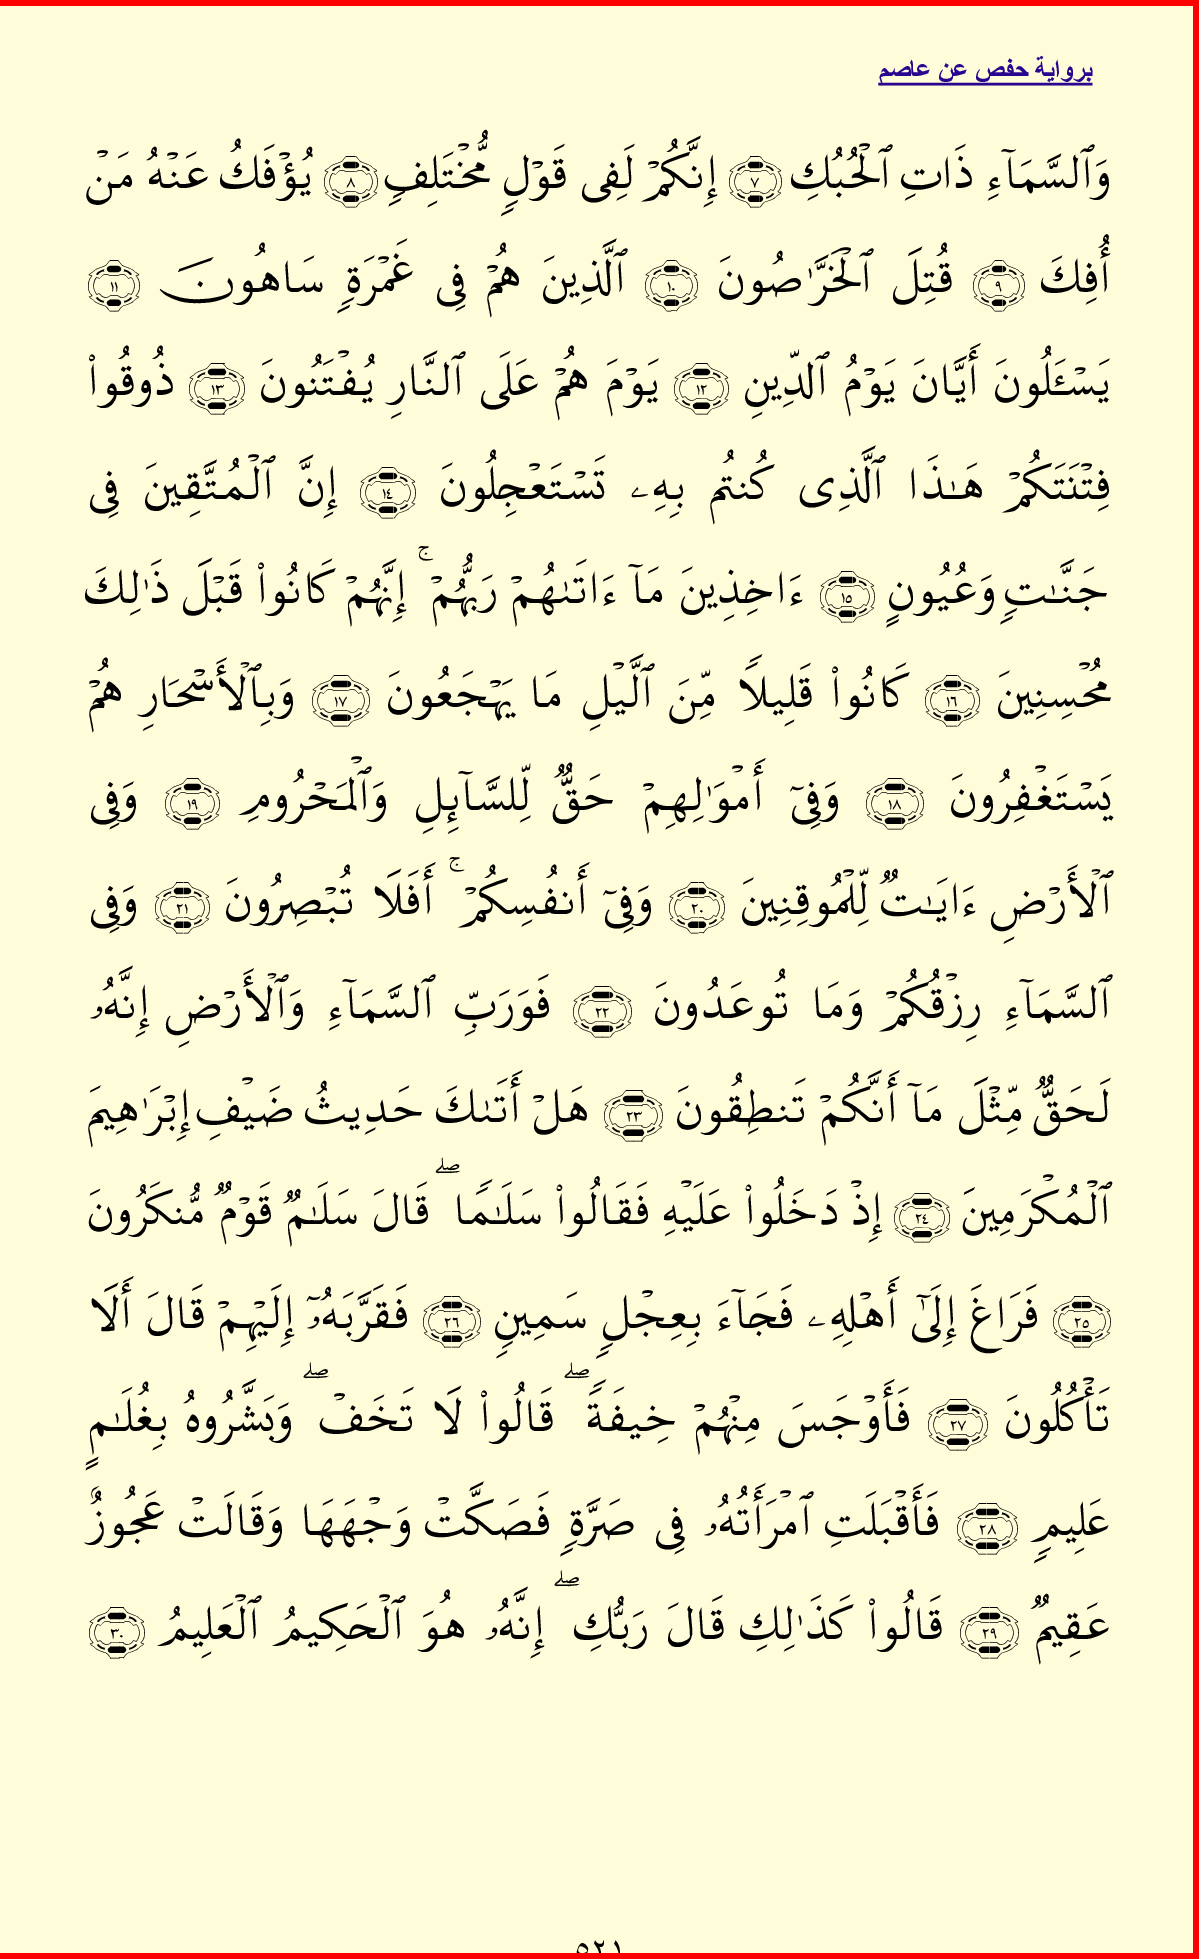 برواية حفص عن عاصم
وَٱلسَّمَآءِ ذَاتِ ٱلْحُبُكِ ٧ إِنَّكُمْ لَفِى قَوْلٍ مُّخْتَلِفٍ ٨ يُؤْفَكُ عَنْهُ مَنْ
أُفِكَ ٩ قُتِلَ ٱلْخَرَّٰصُونَ ١٠ ٱلَّذِينَ هُمْ فِى غَمْرَةٍ سَاهُونَ ١١
يَسْـَٔلُونَ أَيَّانَ يَوْمُ ٱلدِّينِ ١٢ يَوْمَ هُمْ عَلَى ٱلنَّارِ يُفْتَنُونَ ١٣ ذُوقُوا۟
فِتْنَتَكُمْ هَـٰذَا ٱلَّذِى كُنتُم بِهِۦ تَسْتَعْجِلُونَ ١٤ إِنَّ ٱلْمُتَّقِينَ فِى
جَنَّـٰتٍ وَعُيُونٍ ١٥ ءَاخِذِينَ مَآ ءَاتَىٰهُمْ رَبُّهُمْ ۚ إِنَّهُمْ كَانُوا۟ قَبْلَ ذَٰلِكَ
مُحْسِنِينَ ١٦ كَانُوا۟ قَلِيلًا مِّنَ ٱلَّيْلِ مَا يَهْجَعُونَ ١٧ وَبِٱلْأَسْحَارِ هُمْ
يَسْتَغْفِرُونَ ١٨ وَفِىٓ أَمْوَٰلِهِمْ حَقٌّ لِّلسَّآئِلِ وَٱلْمَحْرُومِ ١٩ وَفِى
ٱلْأَرْضِ ءَايَـٰتٌ لِّلْمُوقِنِينَ ٢٠ وَفِىٓ أَنفُسِكُمْ ۚ أَفَلَا تُبْصِرُونَ ٢١ وَفِى
ٱلسَّمَآءِ رِزْقُكُمْ وَمَا تُوعَدُونَ ٢٢ فَوَرَبِّ ٱلسَّمَآءِ وَٱلْأَرْضِ إِنَّهُۥ
لَحَقٌّ مِّثْلَ مَآ أَنَّكُمْ تَنطِقُونَ ٢٣ هَلْ أَتَىٰكَ حَدِيثُ ضَيْفِ إِبْرَٰهِيمَ
ٱلْمُكْرَمِينَ ٢٤ إِذْ دَخَلُوا۟ عَلَيْهِ فَقَالُوا۟ سَلَـٰمًا ۖ قَالَ سَلَـٰمٌ قَوْمٌ مُّنكَرُونَ
٢٥ فَرَاغَ إِلَىٰٓ أَهْلِهِۦ فَجَآءَ بِعِجْلٍ سَمِينٍ ٢٦ فَقَرَّبَهُۥٓ إِلَيْهِمْ قَالَ أَلَا
تَأْكُلُونَ ٢٧ فَأَوْجَسَ مِنْهُمْ خِيفَةً ۖ قَالُوا۟ لَا تَخَفْ ۖ وَبَشَّرُوهُ بِغُلَـٰمٍ
عَلِيمٍ ٢٨ فَأَقْبَلَتِ ٱمْرَأَتُهُۥ فِى صَرَّةٍ فَصَكَّتْ وَجْهَهَا وَقَالَتْ عَجُوزٌ
عَقِيمٌ ٢٩ قَالُوا۟ كَذَٰلِكِ قَالَ رَبُّكِ ۖ إِنَّهُۥ هُوَ ٱلْحَكِيمُ ٱلْعَلِيمُ ٣٠
٥٢١